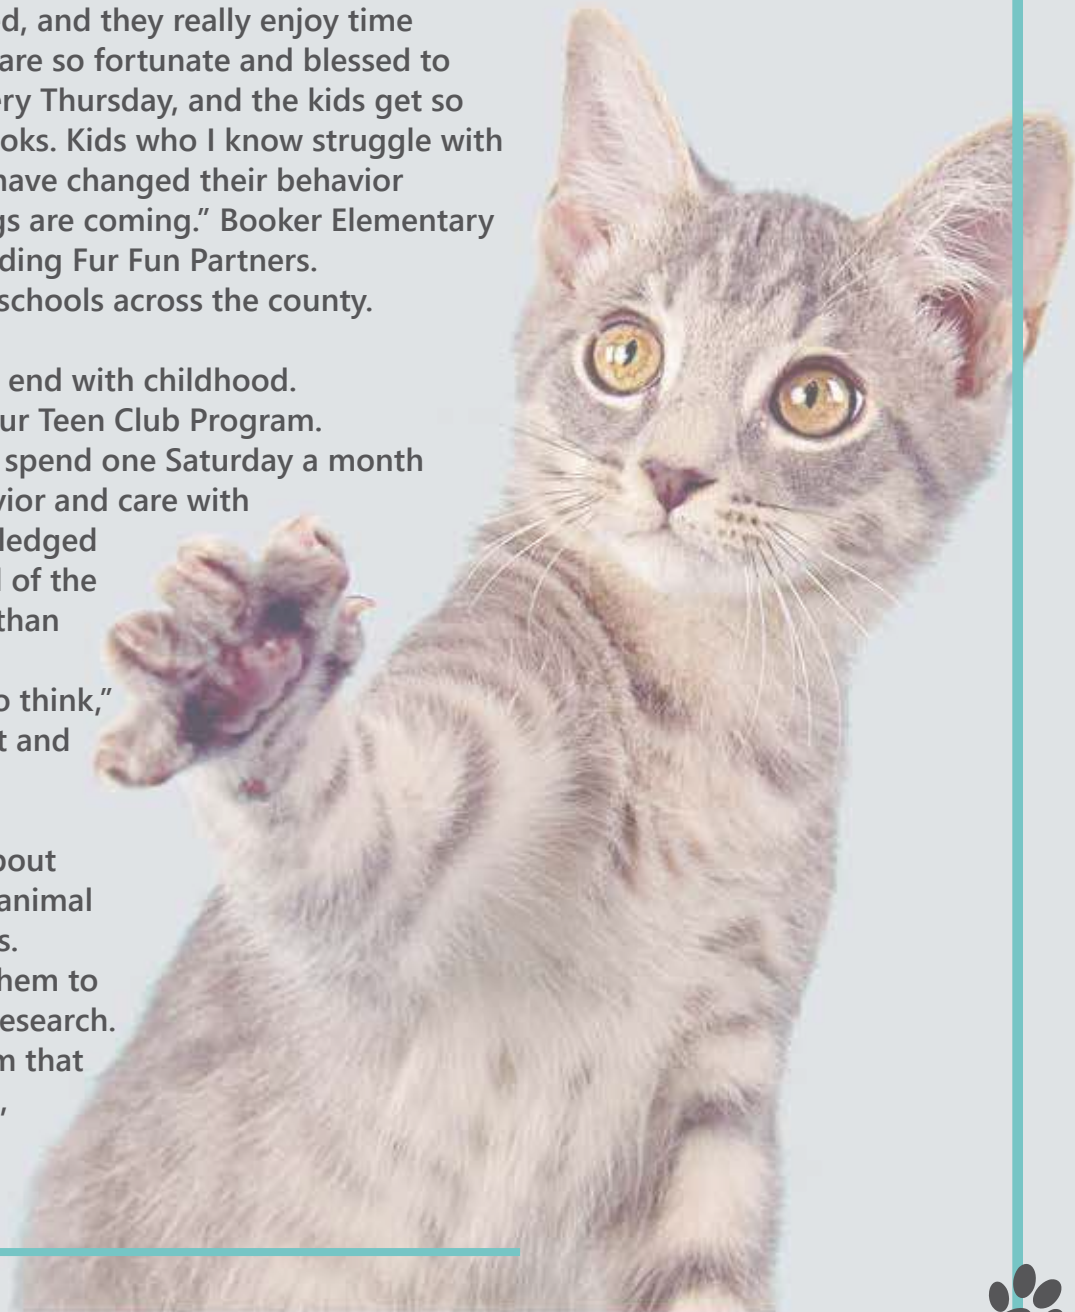 d, and they really enjoy time
are so fortunate and blessed to
ery Thursday, and the kids get so
oks. Kids who I know struggle with
have changed their behavior
gs are coming.” Booker Elementary
ding Fur Fun Partners.
schools across the county.
end with childhood.
ur Teen Club Program.
spend one Saturday a month
vior and care with
ledged
l of the
than
o think,”
t and
bout
animal
s.
hem to
esearch.
m that
,